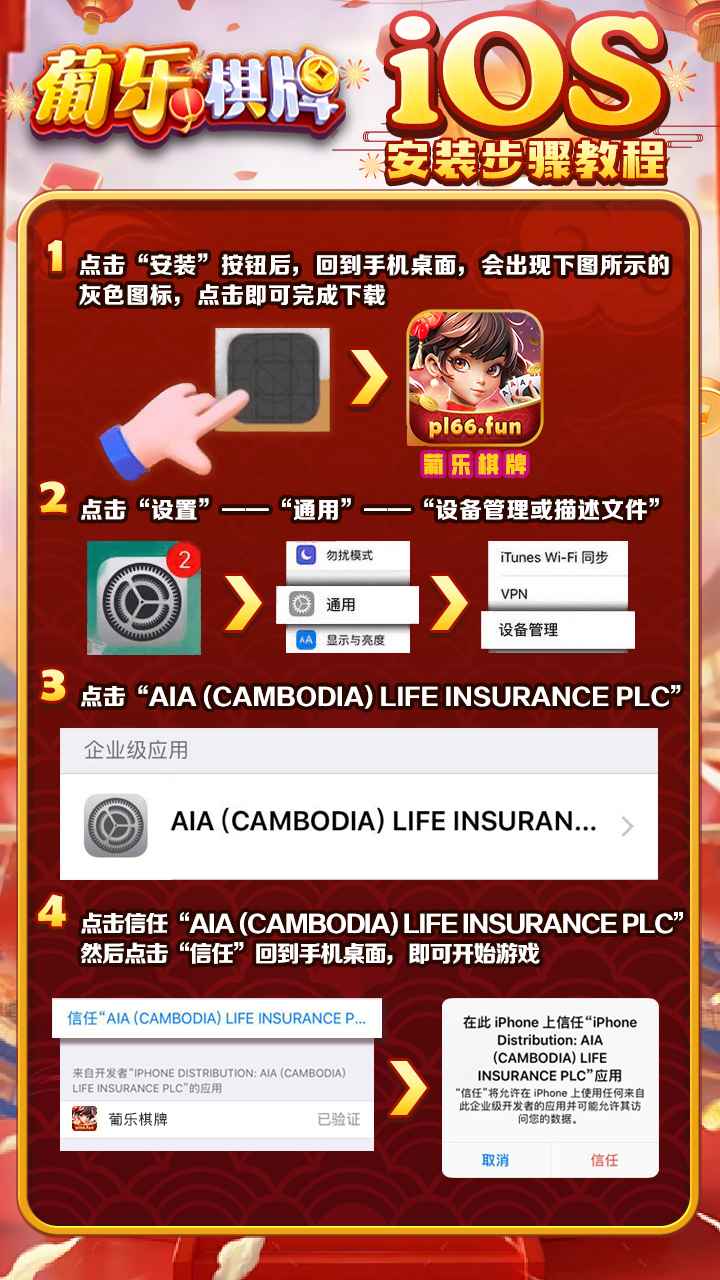 葡乐棋牌
iOS
安装步骤教程
1
点击“安装”按钮后，回到手机桌面，会出现下图所示的
灰色图标，点击即可完成下载
pl66.fun
葡乐棋牌
2
点击“设置”——“通用”——“设备管理或描述文件”
2
勿扰模式
通用
AA 显示与亮度
iTunes Wi-Fi 同步
VPN
设备管理
3
点击“AIA (CAMBODIA) LIFE INSURANCE PLC”
企业级应用
AIA (CAMBODIA) LIFE INSURAN...
4
点击信任“AIA (CAMBODIA) LIFE INSURANCE PLC”
然后点击“信任”回到手机桌面，即可开始游戏
信任“AIA (CAMBODIA) LIFE INSURANCE P...
来自开发者“IPHONE DISTRIBUTION: AIA (CAMBODIA)
LIFE INSURANCE PLC”的应用
葡乐棋牌 已验证
在此 iPhone 上信任“iPhone
Distribution: AIA
(CAMBODIA) LIFE
INSURANCE PLC”应用
“信任”将允许在 iPhone 上使用任何来自
此企业级开发者的应用并可能允许其访
问您的数据。
取消 信任